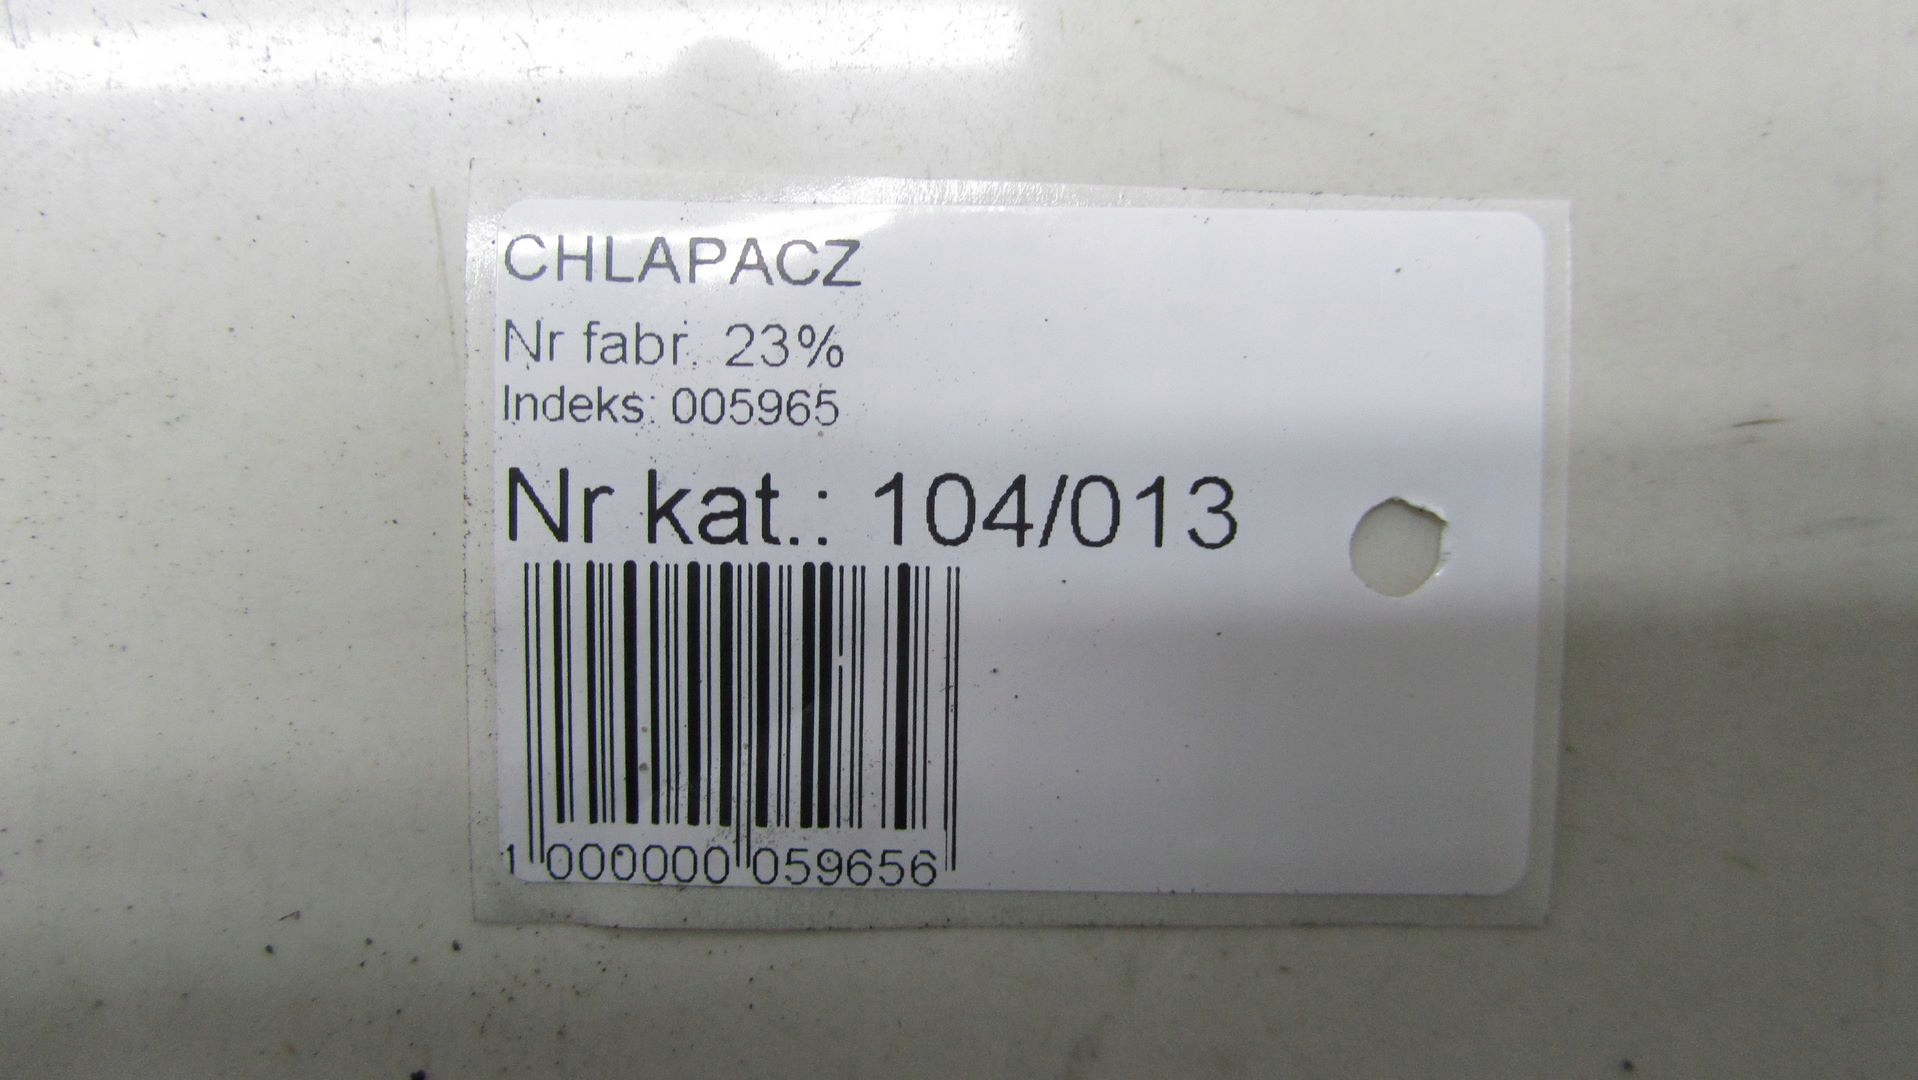 CHLAPACZ
Nr fabr. 23%
Indeks: 005965
Nr kat.: 104/013
1 000000 059656